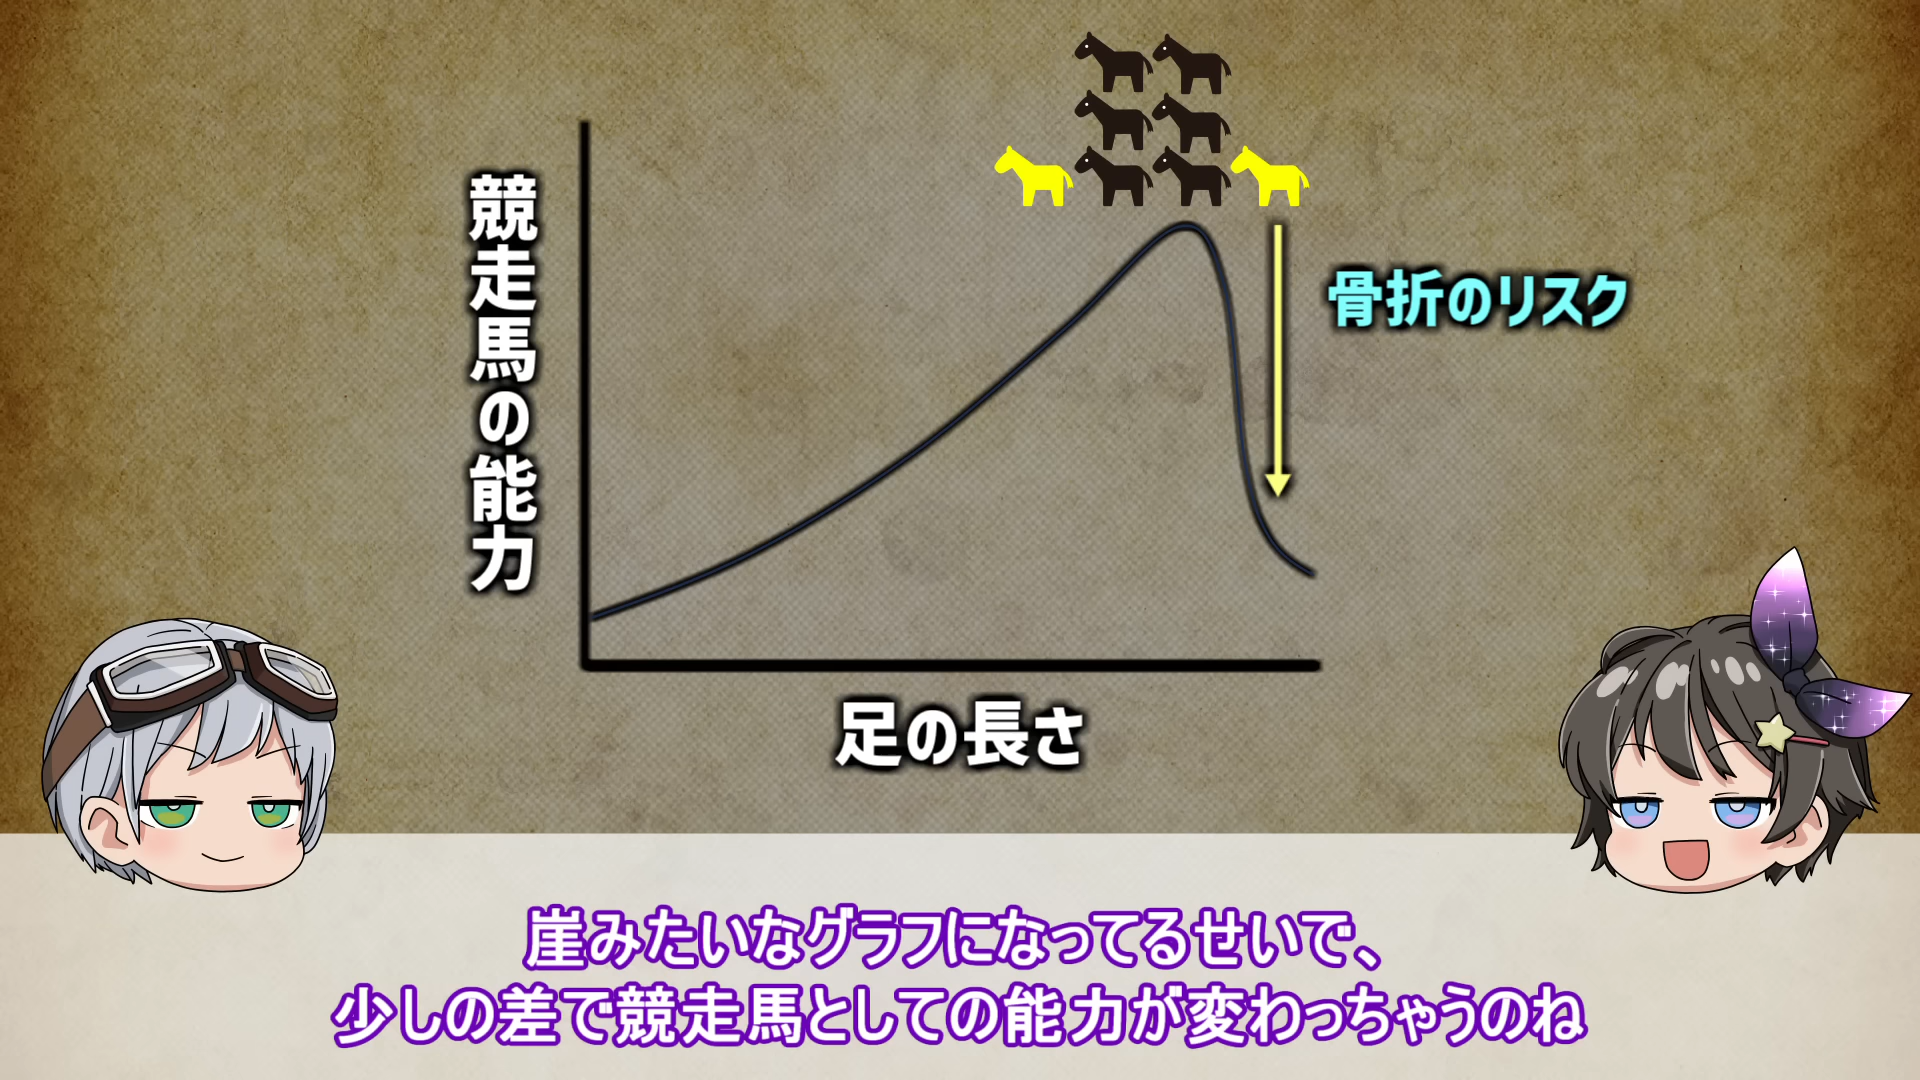 競走馬の能力
骨折のリスク
足の長さ
崖みたいなグラフになってるせいで、
少しの差で競走馬としての能力が変わっちゃうのね